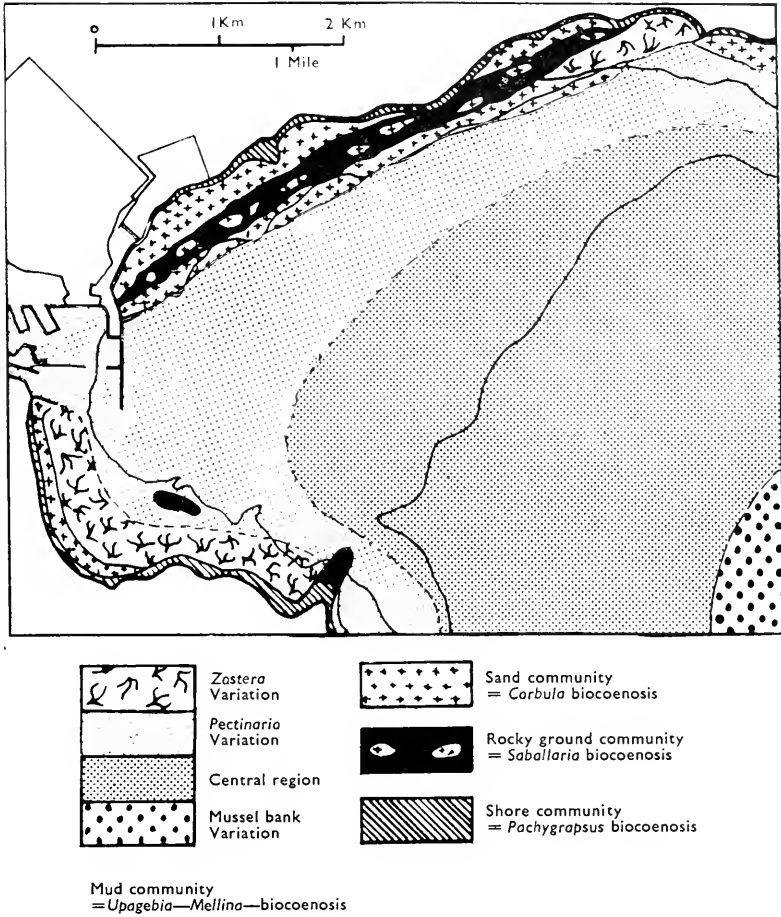 0 1 Km 2 Km
1 Mile
Zostera
Variation
Pectinaria
Variation
Central region
Mussel bank
Variation
Mud community
= Upagebia—Mellina—biocoenosis
Sand community
= Corbula biocoenosis
Rocky ground community
= Saballaria biocoenosis
Shore community
= Pachygrapsus biocoenosis